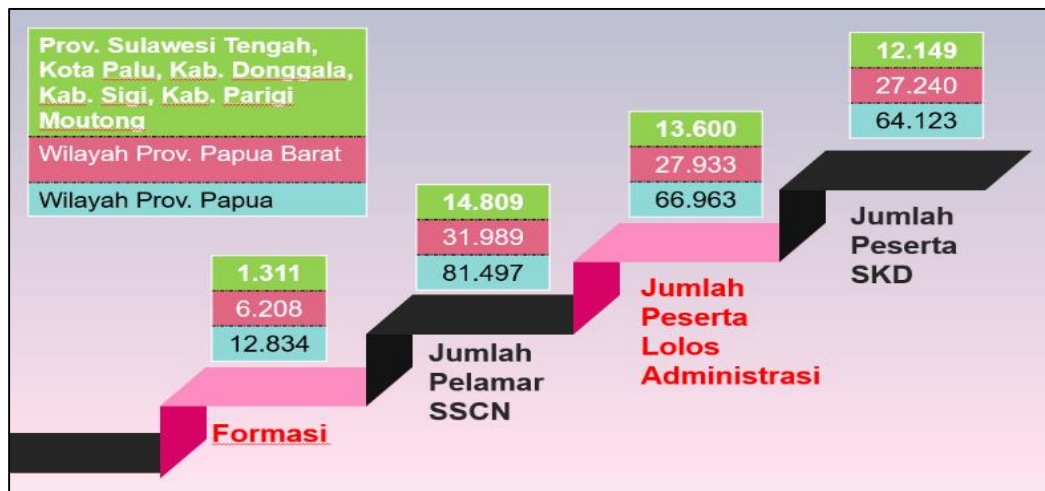 Prov. Sulawesi Tengah,
Kota Palu, Kab. Donggala,
Kab. Sigi, Kab. Parigi
Moutong
Wilayah Prov. Papua Barat
Wilayah Prov. Papua
1.311
6.208
12.834
Formasi
14.809
31.989
81.497
Jumlah
Pelamar
SSCN
13.600
27.933
66.963
Jumlah
Peserta
Lolos
Administrasi
12.149
27.240
64.123
Jumlah
Peserta
SKD